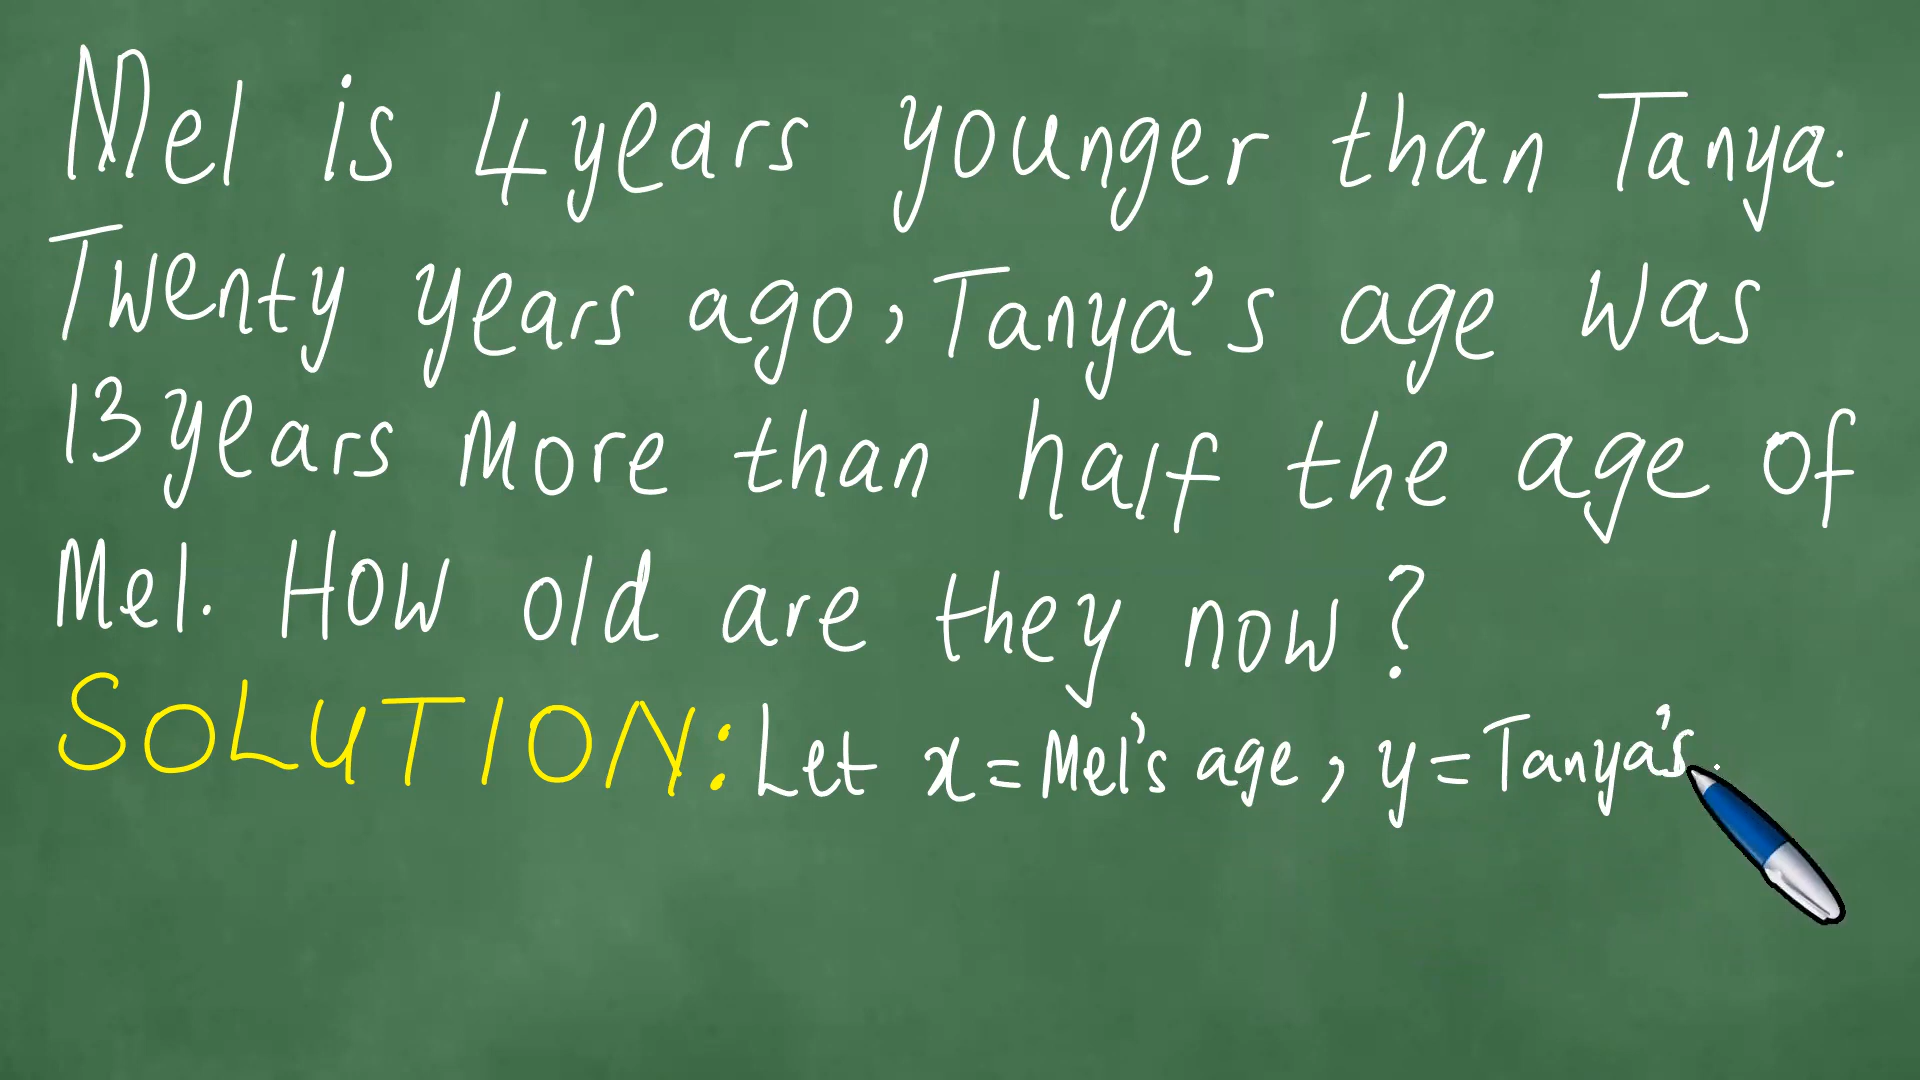 Mel is 4 years younger than Tanya.
Twenty years ago, Tanya's age was
13 years more than half the age of
Mel. How old are they now?
SOLUTION: Let x = Mel's age, y = Tanya's.